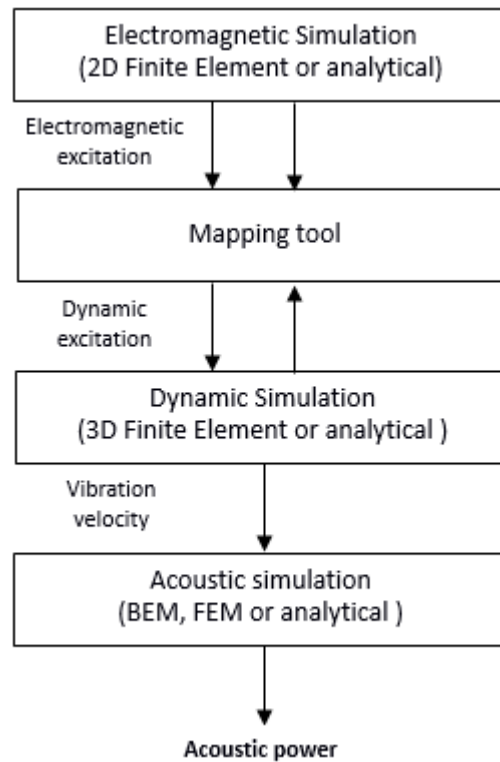 Electromagnetic Simulation
(2D Finite Element or analytical)
Electromagnetic
excitation
Mapping tool
Dynamic
excitation
Dynamic Simulation
(3D Finite Element or analytical )
Vibration
velocity
Acoustic simulation
(BEM, FEM or analytical )
Acoustic power